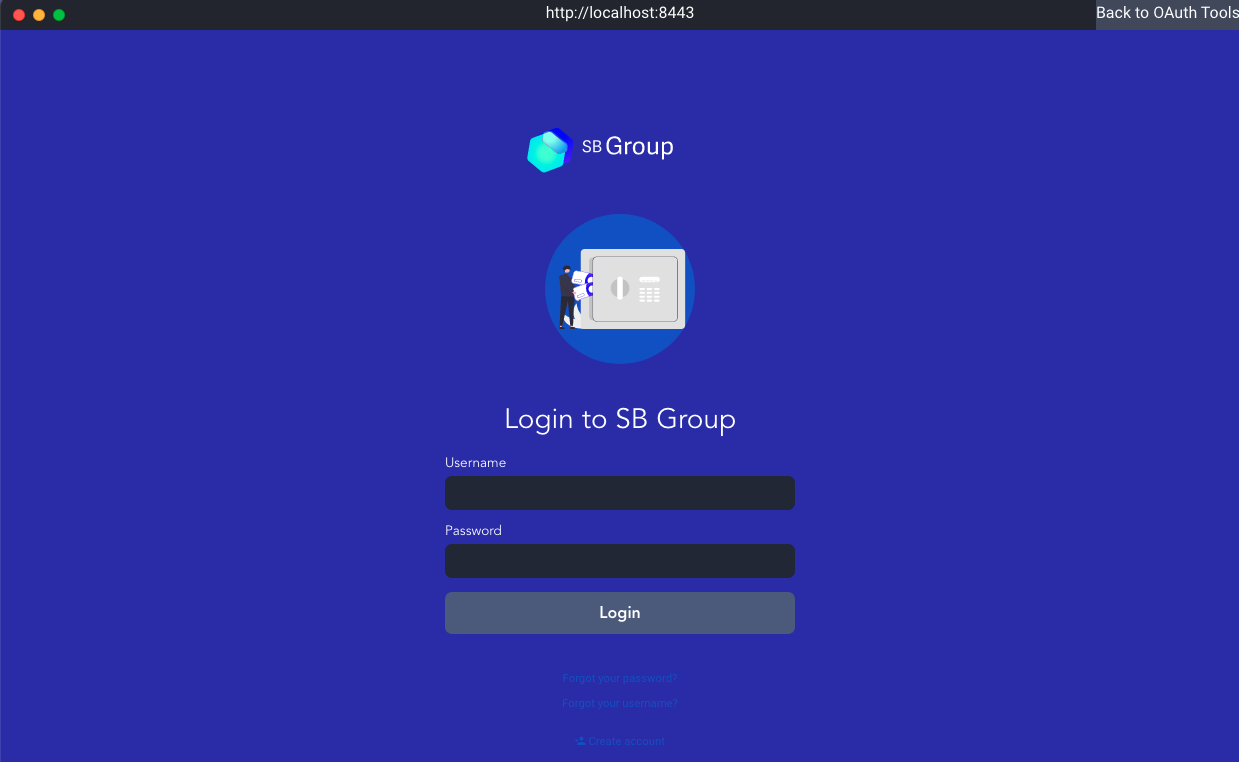 http://localhost:8443
Back to OAuth Tools
SB Group
Login to SB Group
Username
Password
Login
Forgot your password?
Forgot your username?
Create account